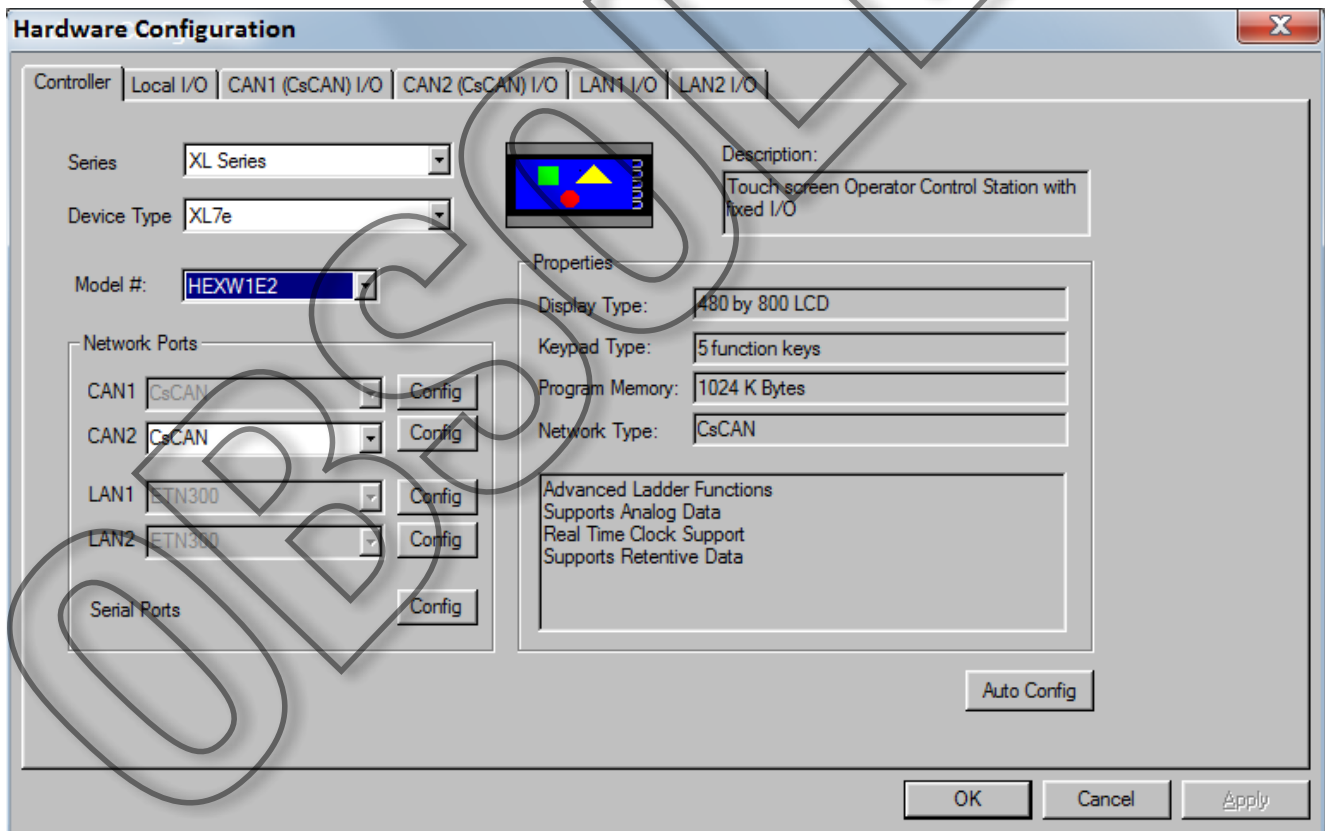 Hardware Configuration
X
Controller Local I/O CAN1 (CsCAN) I/O CAN2 (CsCAN) I/O LAN1 I/O LAN2 I/O
Series XL Series
Device Type XL7e
Model #: HEXW1E2
Description:
Touch screen Operator Control Station with
fixed I/O
Network Ports
CAN1 CsCAN Config
CAN2 CsCAN Config
LAN1 ETN300 Config
LAN2 ETN300 Config
Serial Ports Config
Properties
Display Type: 480 by 800 LCD
Keypad Type: 5 function keys
Program Memory: 1024 K Bytes
Network Type: CsCAN
Advanced Ladder Functions
Supports Analog Data
Real Time Clock Support
Supports Retentive Data
Auto Config
OK Cancel Apply